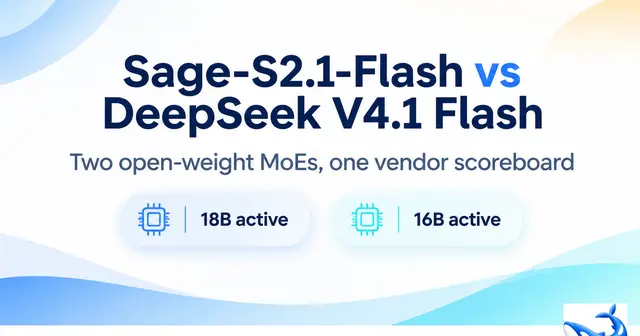 Sage-S2.1-Flash vs
DeepSeek V4.1 Flash
Two open-weight MoEs, one vendor scoreboard
18B active
16B active